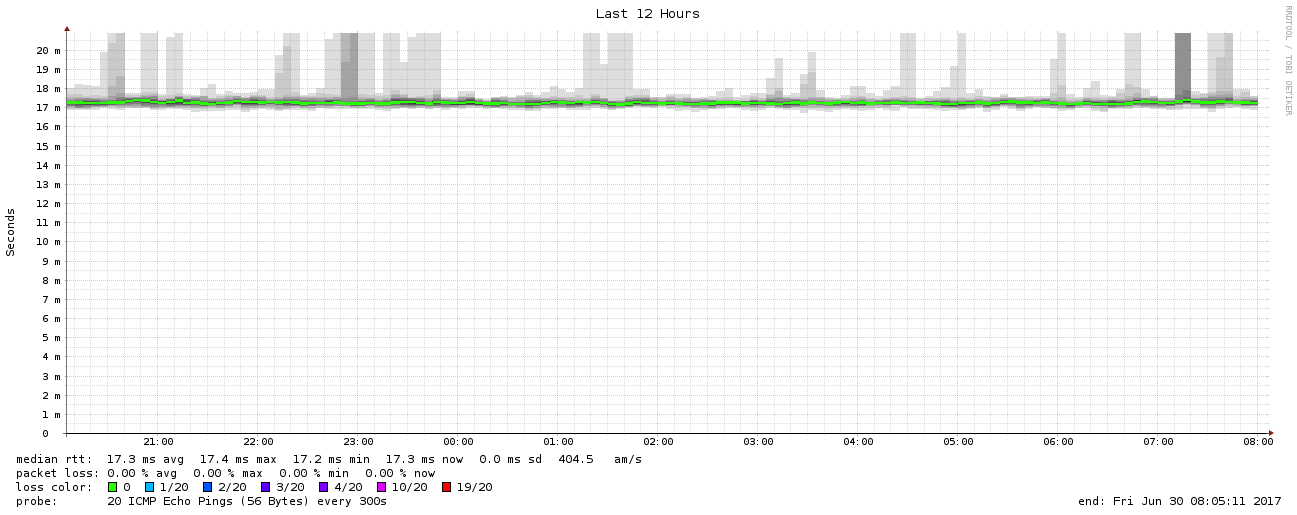 Last 12 Hours
RRDTOOL / TOBI OETIKER
Seconds
20 m
19 m
18 m
17 m
16 m
15 m
14 m
13 m
12 m
11 m
10 m
9 m
8 m
7 m
6 m
5 m
4 m
3 m
2 m
1 m
0
21:00 22:00 23:00 00:00 01:00 02:00 03:00 04:00 05:00 06:00 07:00 08:00
median rtt: 17.3 ms avg 17.4 ms max 17.2 ms min 17.3 ms now 0.0 ms sd 404.5 am/s
packet loss: 0.00 % avg 0.00 % max 0.00 % min 0.00 % now
loss color: 0 1/20 2/20 3/20 4/20 10/20 19/20
probe: 20 ICMP Echo Pings (56 Bytes) every 300s end: Fri Jun 30 08:05:11 2017